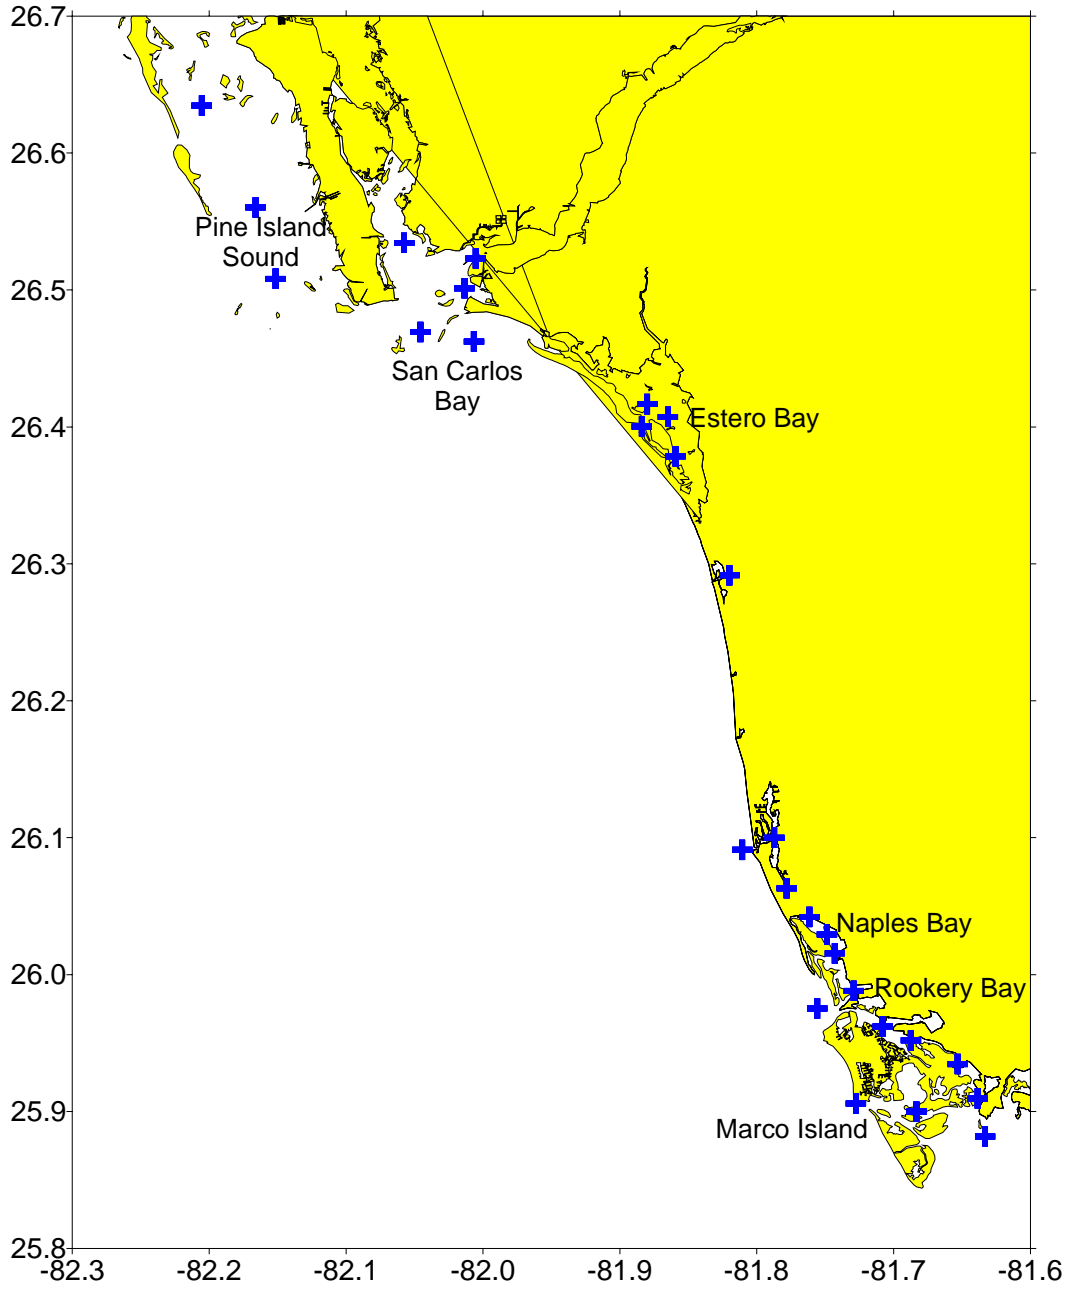 26.7
26.6
Pine Island
Sound
26.5
San Carlos
Bay
26.4
Estero Bay
26.3
26.2
26.1
Naples Bay
26.0
Rookery Bay
25.9
Marco Island
25.8
-82.3
-82.2
-82.1
-82.0
-81.9
-81.8
-81.7
-81.6